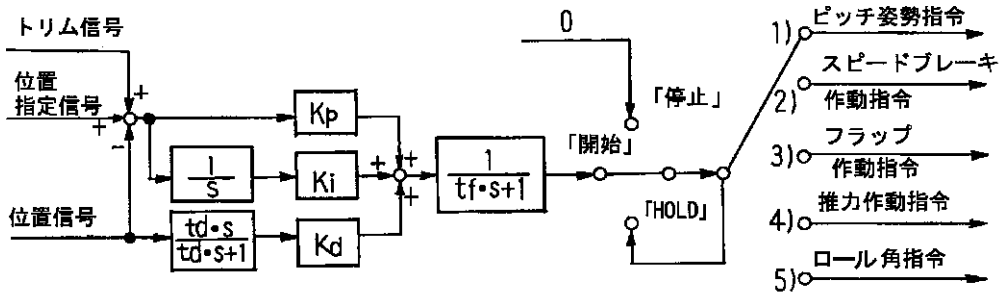 トリム信号
位置
指定信号
位置信号
+
+
-
1
s
td・s
td・s+1
Kp
Ki
Kd
+
+
+
1
tf・s+1
0
「停止」
「開始」
「HOLD」
1)
ピッチ姿勢指令
2)
スピードブレーキ
作動指令
3)
フラップ
作動指令
4)
推力作動指令
5)
ロール角指令